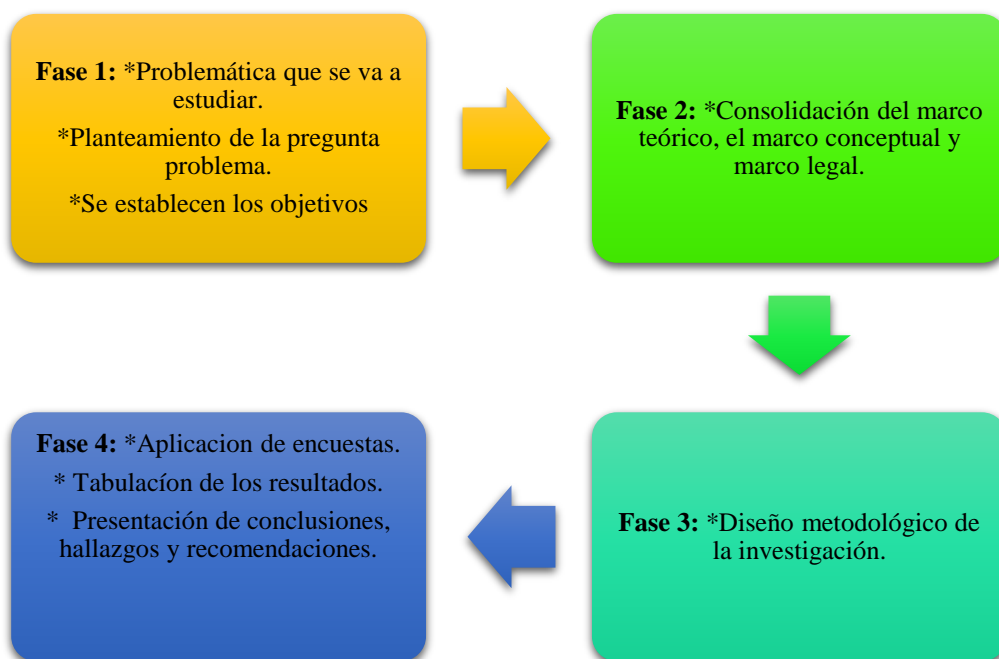 Fase 1: *Problemática que se va a
estudiar.
*Planteamiento de la pregunta
problema.
*Se establecen los objetivos
Fase 2: *Consolidación del marco
teórico, el marco conceptual y
marco legal.
Fase 3: *Diseño metodológico de
la investigación.
Fase 4: *Aplicacion de encuestas.
* Tabulacíon de los resultados.
* Presentación de conclusiones,
hallazgos y recomendaciones.